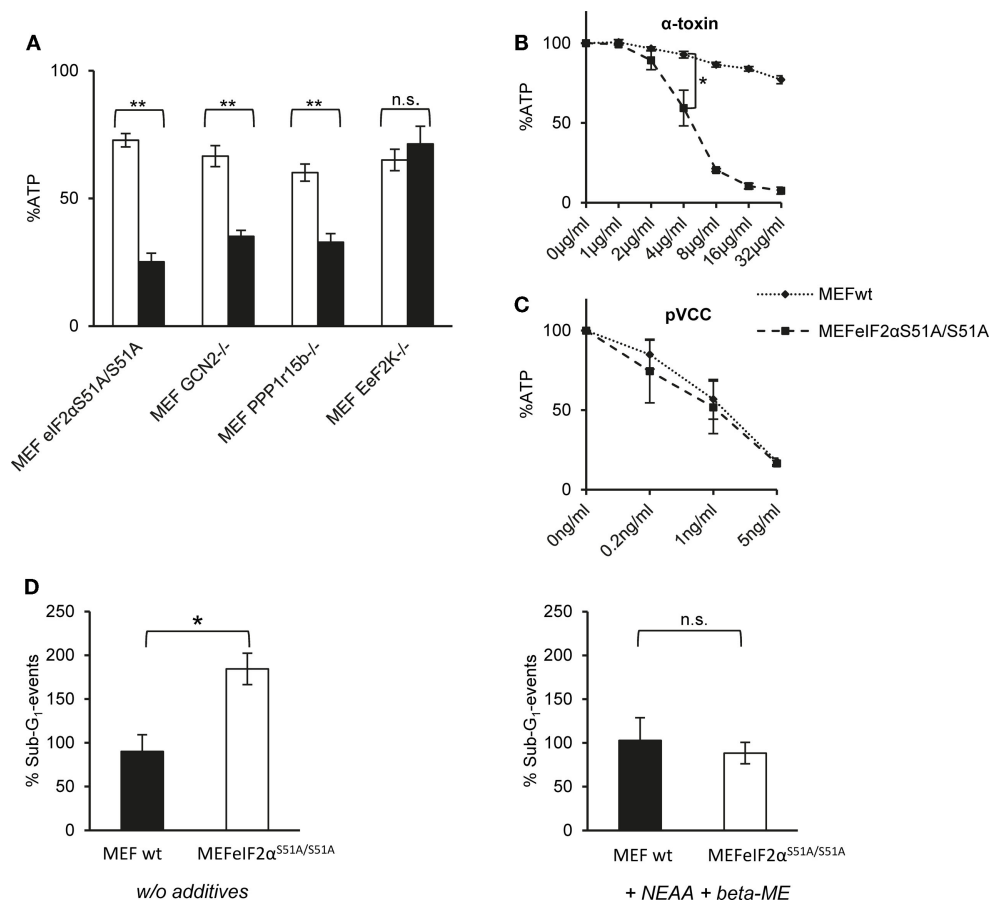 A
100
50
0
%ATP
**
**
**
n.s.
MEF eIF2αS51A/S51A
MEF GCN2-/-
MEF PPP1r15b-/-
MEF EeF2K-/-
B
α-toxin
100
50
0
%ATP
*
0µg/ml
1µg/ml
2µg/ml
4µg/ml
8µg/ml
16µg/ml
32µg/ml
MEFwt
MEFeIF2αS51A/S51A
C
pVCC
100
50
0
%ATP
0ng/ml
0.2ng/ml
1ng/ml
5ng/ml
D
250
200
150
100
50
0
% Sub-G1-events
*
MEF wt
MEFeIF2αS51A/S51A
w/o additives
250
200
150
100
50
0
% Sub-G1-events
n.s.
MEF wt
MEFeIF2αS51A/S51A
+ NEAA + beta-ME